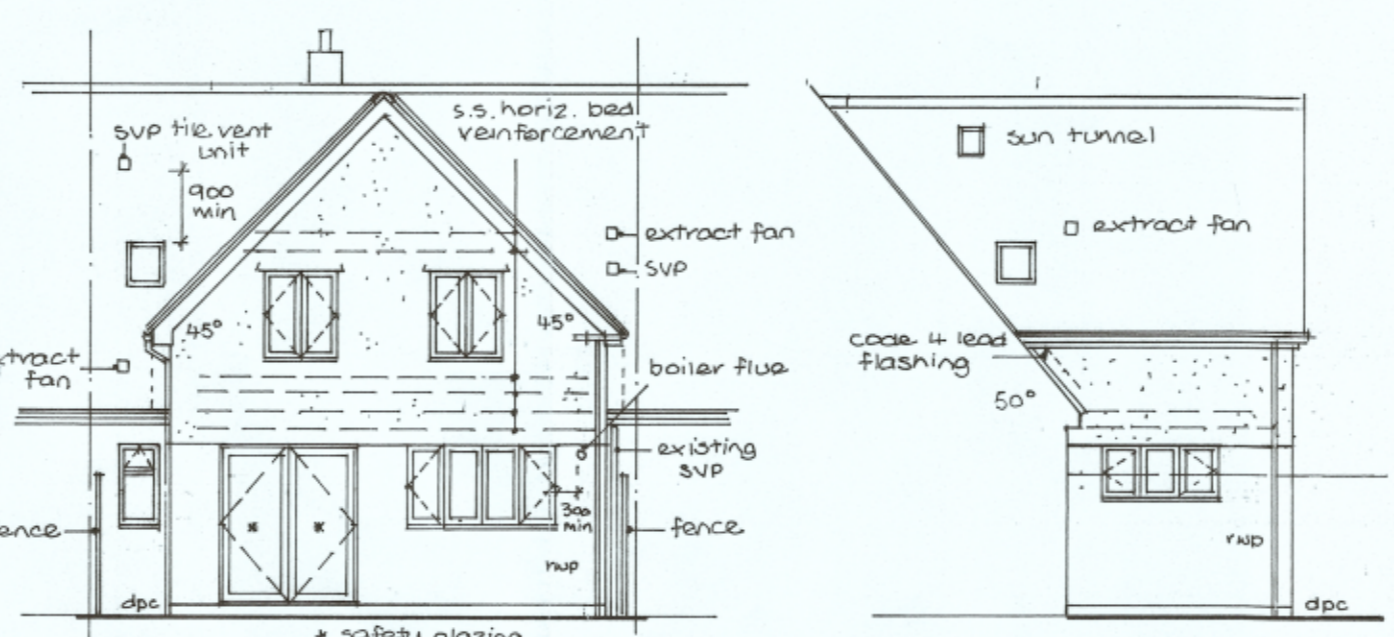 s.s. horiz. bed
reinforcement
svp tile vent
unit
900
min
extract fan
svp
45°
45°
xtract
fan
boiler flue
existing
svp
300
min
ence
fence
rwp
dpc
* safety glazing
sun tunnel
extract fan
code 4 lead
flashing
50°
rwp
dpc